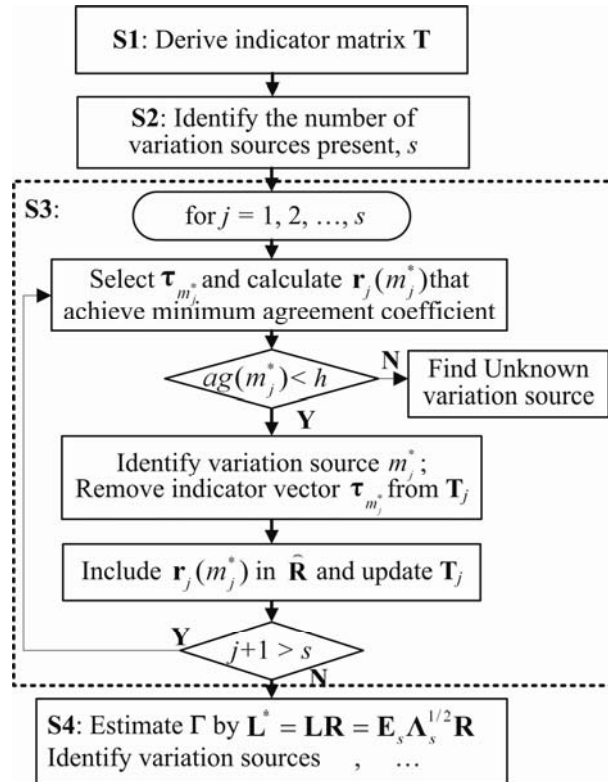 S1: Derive indicator matrix T
S2: Identify the number of
variation sources present, s
S3:
for j = 1, 2, …, s
Select τ_{m_j^*} and calculate r_j(m_j^*) that
achieve minimum agreement coefficient
ag(m_j^*) < h
N
Find Unknown
variation source
Y
Identify variation source m_j^*;
Remove indicator vector τ_{m_j^*} from T_j
Include r_j(m_j^*) in R̂ and update T_j
Y
j+1 > s
N
S4: Estimate Γ by L^* = LR = E_s Λ_s^{1/2} R
Identify variation sources , …